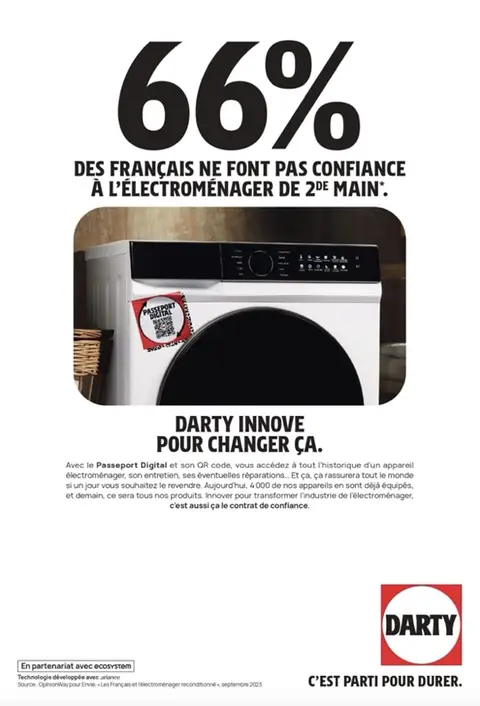 66%
DES FRANÇAIS NE FONT PAS CONFIANCE
À L'ÉLECTROMÉNAGER DE 2DE MAIN*.
PASSEPORT
DIGITAL
DARTY INNOVE
POUR CHANGER ÇA.
Avec le Passeport Digital et son QR code, vous accédez à tout l'historique d'un appareil
électroménager, son entretien, ses éventuelles réparations... Et ça, ça rassurera tout le monde
si un jour vous souhaitez le revendre. Aujourd'hui, 4 000 de nos appareils en sont déjà équipés,
et demain, ce sera tous nos produits. Innover pour transformer l'industrie de l'électroménager,
c'est aussi ça le contrat de confiance.
DARTY
En partenariat avec ecosystem
Technologie développée avec arianee
Source : OpinionWay pour Envie, « Les Français et l'électroménager reconditionné », septembre 2023.
C'EST PARTI POUR DURER.